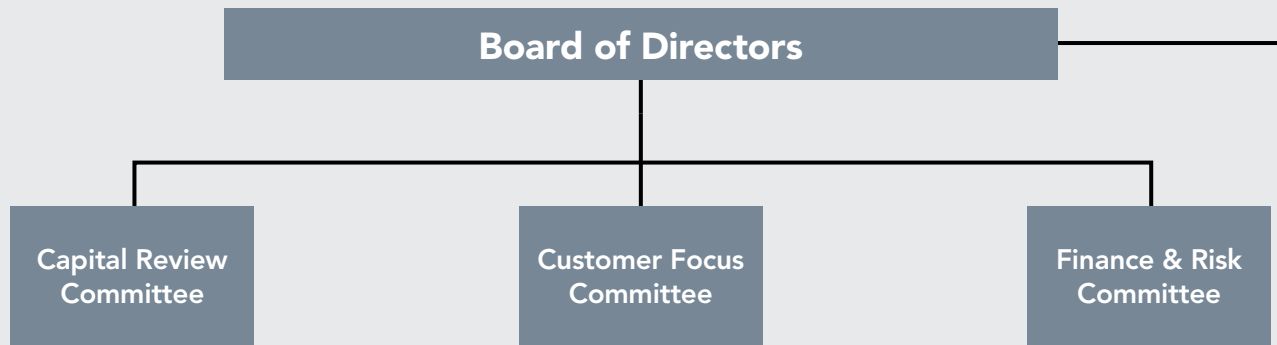 Board of Directors
Capital Review
Committee
Customer Focus
Committee
Finance & Risk
Committee